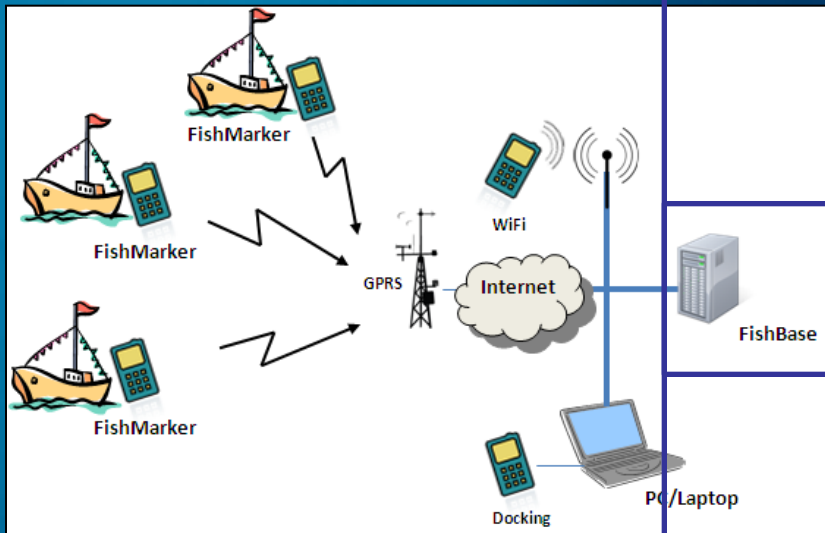 FishMarker
FishMarker
WiFi
GPRS
Internet
FishBase
FishMarker
PC/Laptop
Docking